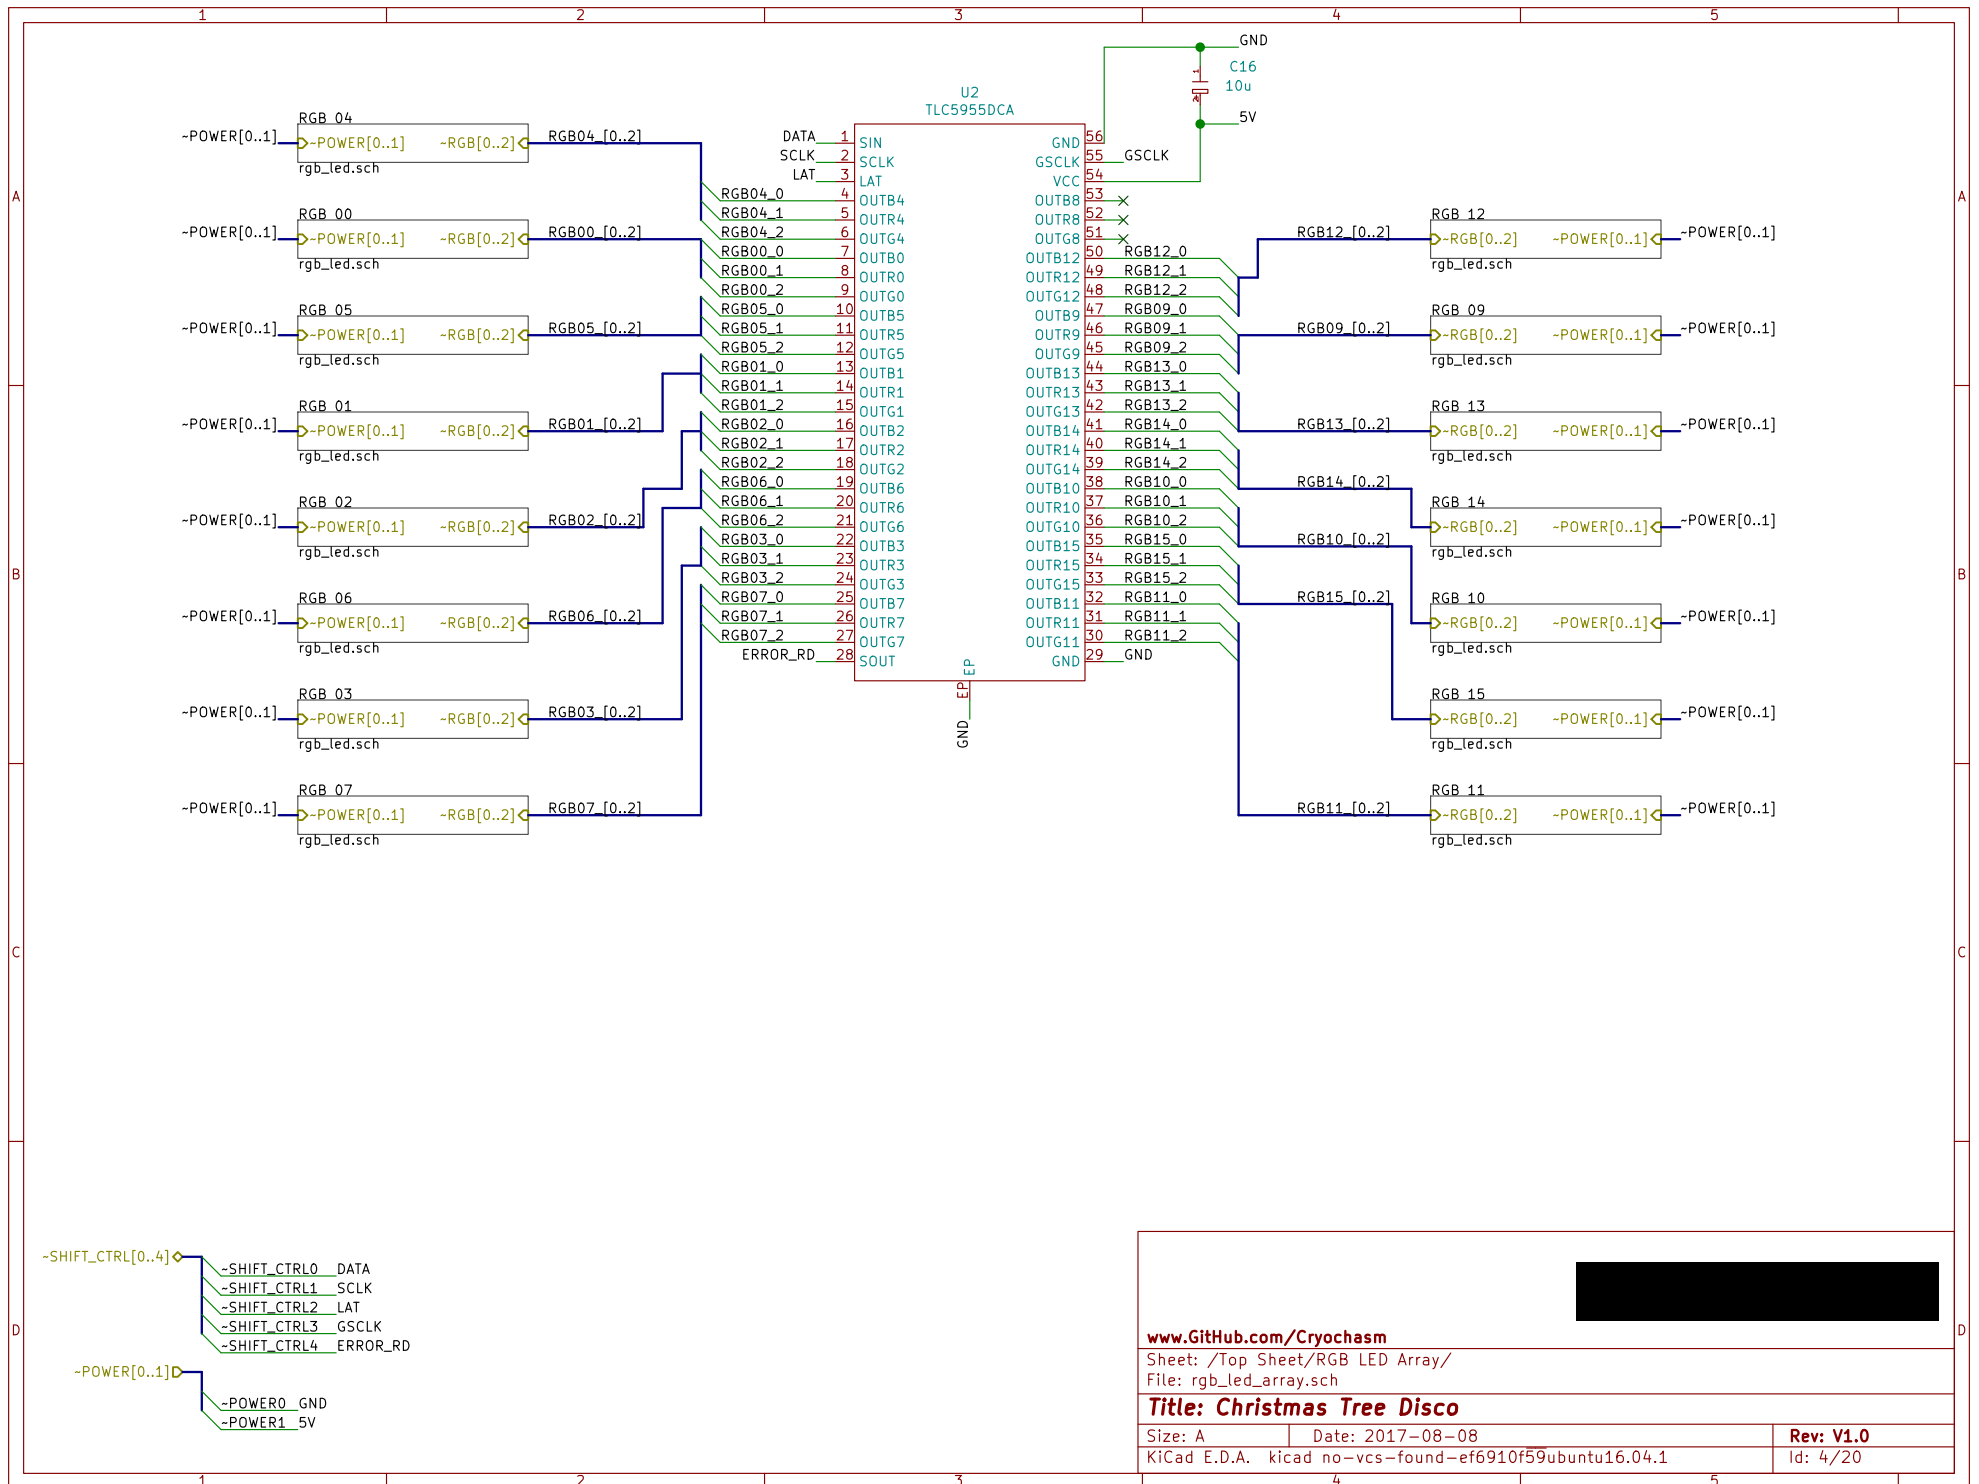 1 2 3 4 5
GND
C16
10u
5V
U2
TLC5955DCA
RGB 04
~POWER[0..1] ~POWER[0..1] ~RGB[0..2] RGB04_[0..2]
rgb_led.sch
RGB 00
~POWER[0..1] ~POWER[0..1] ~RGB[0..2] RGB00_[0..2]
rgb_led.sch
RGB 05
~POWER[0..1] ~POWER[0..1] ~RGB[0..2] RGB05_[0..2]
rgb_led.sch
RGB 01
~POWER[0..1] ~POWER[0..1] ~RGB[0..2] RGB01_[0..2]
rgb_led.sch
RGB 02
~POWER[0..1] ~POWER[0..1] ~RGB[0..2] RGB02_[0..2]
rgb_led.sch
RGB 06
~POWER[0..1] ~POWER[0..1] ~RGB[0..2] RGB06_[0..2]
rgb_led.sch
RGB 03
~POWER[0..1] ~POWER[0..1] ~RGB[0..2] RGB03_[0..2]
rgb_led.sch
RGB 07
~POWER[0..1] ~POWER[0..1] ~RGB[0..2] RGB07_[0..2]
rgb_led.sch
DATA 1 SIN
SCLK 2 SCLK
LAT 3 LAT
RGB04_0 4 OUTB4
RGB04_1 5 OUTR4
RGB04_2 6 OUTG4
RGB00_0 7 OUTB0
RGB00_1 8 OUTR0
RGB00_2 9 OUTG0
RGB05_0 10 OUTB5
RGB05_1 11 OUTR5
RGB05_2 12 OUTG5
RGB01_0 13 OUTB1
RGB01_1 14 OUTR1
RGB01_2 15 OUTG1
RGB02_0 16 OUTB2
RGB02_1 17 OUTR2
RGB02_2 18 OUTG2
RGB06_0 19 OUTB6
RGB06_1 20 OUTR6
RGB06_2 21 OUTG6
RGB03_0 22 OUTB3
RGB03_1 23 OUTR3
RGB03_2 24 OUTG3
RGB07_0 25 OUTB7
RGB07_1 26 OUTR7
RGB07_2 27 OUTG7
ERROR_RD 28 SOUT
EP
EP
GND
GND 56
GSCLK 55 GSCLK
VCC 54
OUTB8 53
OUTR8 52
OUTG8 51
OUTB12 50 RGB12_0
OUTR12 49 RGB12_1
OUTG12 48 RGB12_2
OUTB9 47 RGB09_0
OUTR9 46 RGB09_1
OUTG9 45 RGB09_2
OUTB13 44 RGB13_0
OUTR13 43 RGB13_1
OUTG13 42 RGB13_2
OUTB14 41 RGB14_0
OUTR14 40 RGB14_1
OUTG14 39 RGB14_2
OUTB10 38 RGB10_0
OUTR10 37 RGB10_1
OUTG10 36 RGB10_2
OUTB15 35 RGB15_0
OUTR15 34 RGB15_1
OUTG15 33 RGB15_2
OUTB11 32 RGB11_0
OUTR11 31 RGB11_1
OUTG11 30 RGB11_2
GND 29 GND
1
2
RGB 12
RGB12_[0..2] ~RGB[0..2] ~POWER[0..1] ~POWER[0..1]
rgb_led.sch
RGB 09
RGB09_[0..2] ~RGB[0..2] ~POWER[0..1] ~POWER[0..1]
rgb_led.sch
RGB 13
RGB13_[0..2] ~RGB[0..2] ~POWER[0..1] ~POWER[0..1]
rgb_led.sch
RGB14_[0..2]
RGB 14
~RGB[0..2] ~POWER[0..1] ~POWER[0..1]
rgb_led.sch
RGB10_[0..2]
RGB 10
~RGB[0..2] ~POWER[0..1] ~POWER[0..1]
rgb_led.sch
RGB15_[0..2]
RGB 15
~RGB[0..2] ~POWER[0..1] ~POWER[0..1]
rgb_led.sch
RGB 11
RGB11_[0..2] ~RGB[0..2] ~POWER[0..1] ~POWER[0..1]
rgb_led.sch
A A
B B
C C
D D
~SHIFT_CTRL[0..4]
~SHIFT_CTRL0 DATA
~SHIFT_CTRL1 SCLK
~SHIFT_CTRL2 LAT
~SHIFT_CTRL3 GSCLK
~SHIFT_CTRL4 ERROR_RD
~POWER[0..1]
~POWER0 GND
~POWER1 5V
www.GitHub.com/Cryochasm
Sheet: /Top Sheet/RGB LED Array/
File: rgb_led_array.sch
Title: Christmas Tree Disco
Size: A Date: 2017-08-08 Rev: V1.0
KiCad E.D.A. kicad no-vcs-found-ef6910f59ubuntu16.04.1 Id: 4/20
1 2 3 4 5